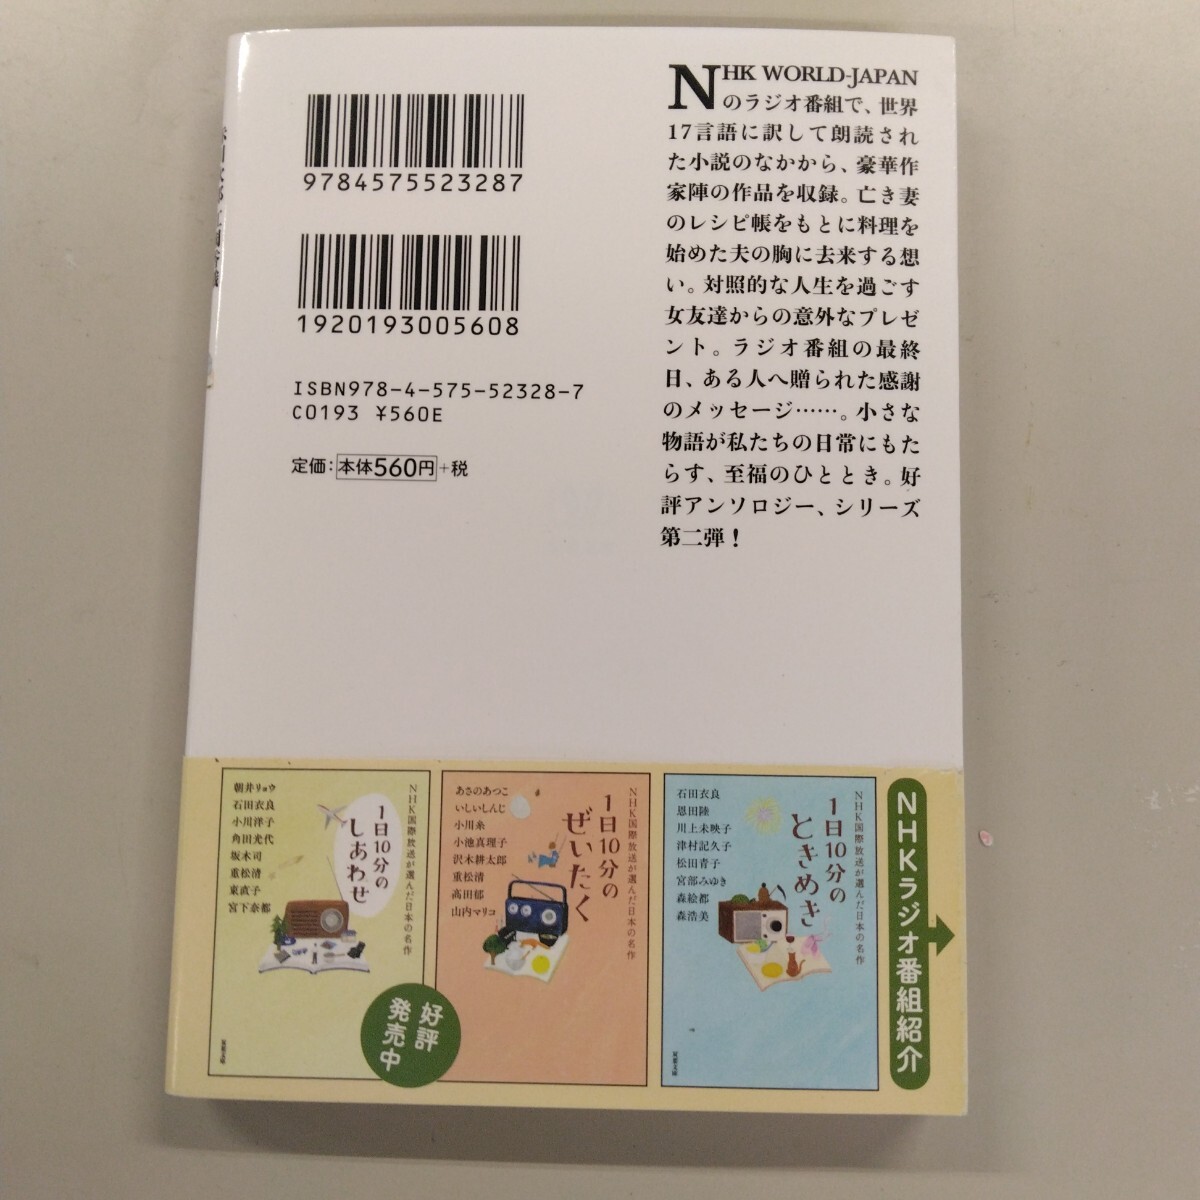 9784575523287
1920193005608
ISBN978-4-575-52328-7
C0193 ¥560E
定価：本体560円+税
NHK WORLD-JAPAN
のラジオ番組で、世界
17言語に訳して朗読され
た小説のなかから、豪華作
家陣の作品を収録。亡き妻
のレシピ帳をもとに料理を
始めた夫の胸に去来する想
い。対照的な人生を過ごす
女友達からの意外なプレゼ
ント。ラジオ番組の最終
日、ある人へ贈られた感謝
のメッセージ……。小さな
物語が私たちの日常にもた
らす、至福のひととき。好
評アンソロジー、シリーズ
第二弾！
朝井リョウ
石田衣良
小川洋子
角田光代
坂木司
重松清
東直子
宮下奈都
NHK国際放送が選んだ日本の名作
1日10分の
しあわせ
双葉文庫
あさのあつこ
いしいしんじ
小川糸
小池真理子
沢木耕太郎
重松清
高田郁
山内マリコ
NHK国際放送が選んだ日本の名作
1日10分の
ぜいたく
石田衣良
恩田陸
川上未映子
津村記久子
松田青子
宮部みゆき
森絵都
森浩美
NHK国際放送が選んだ日本の名作
1日10分の
ときめき
双葉文庫
好評
発売中
NHKラジオ番組紹介